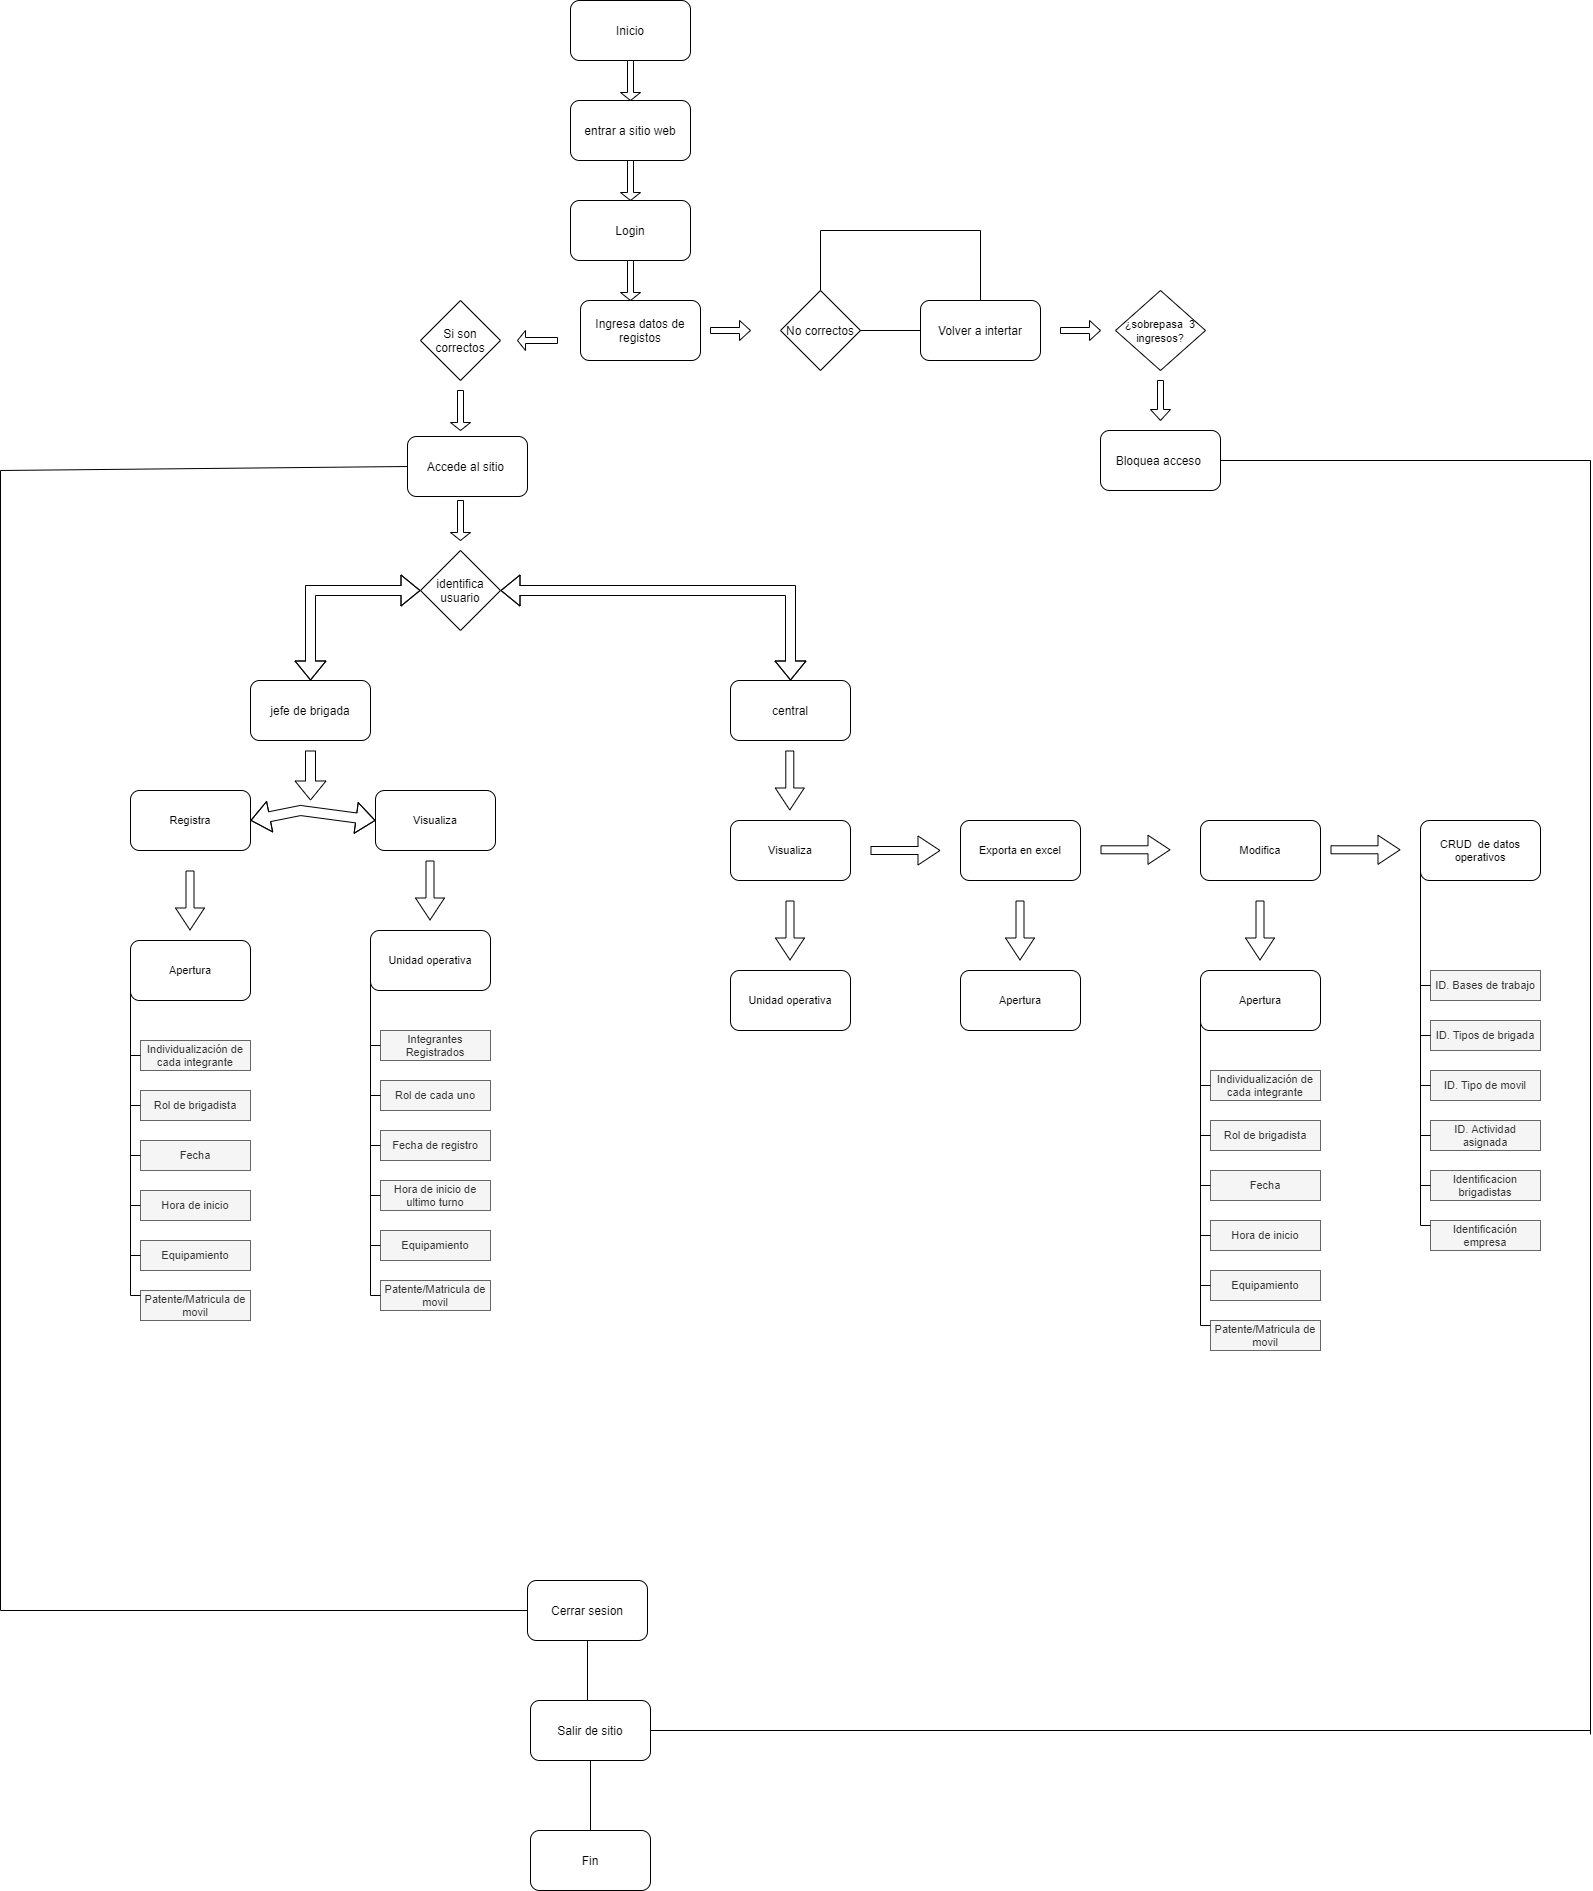 Inicio
entrar a sitio web
Login
Si son
correctos
Ingresa datos de
registos
No correctos
Volver a intertar
¿sobrepasa 3
ingresos?
Accede al sitio
Bloquea acceso
identifica
usuario
jefe de brigada
central
Registra
Visualiza
Visualiza
Exporta en excel
Modifica
CRUD de datos
operativos
Apertura
Individualización de
cada integrante
Rol de brigadista
Fecha
Hora de inicio
Equipamiento
Patente/Matricula de
movil
Unidad operativa
Integrantes
Registrados
Rol de cada uno
Fecha de registro
Hora de inicio de
ultimo turno
Equipamiento
Patente/Matricula de
movil
Unidad operativa
Apertura
Apertura
Individualización de
cada integrante
Rol de brigadista
Fecha
Hora de inicio
Equipamiento
Patente/Matricula de
movil
ID. Bases de trabajo
ID. Tipos de brigada
ID. Tipo de movil
ID. Actividad
asignada
Identificacion
brigadistas
Identificación
empresa
Cerrar sesion
Salir de sitio
Fin